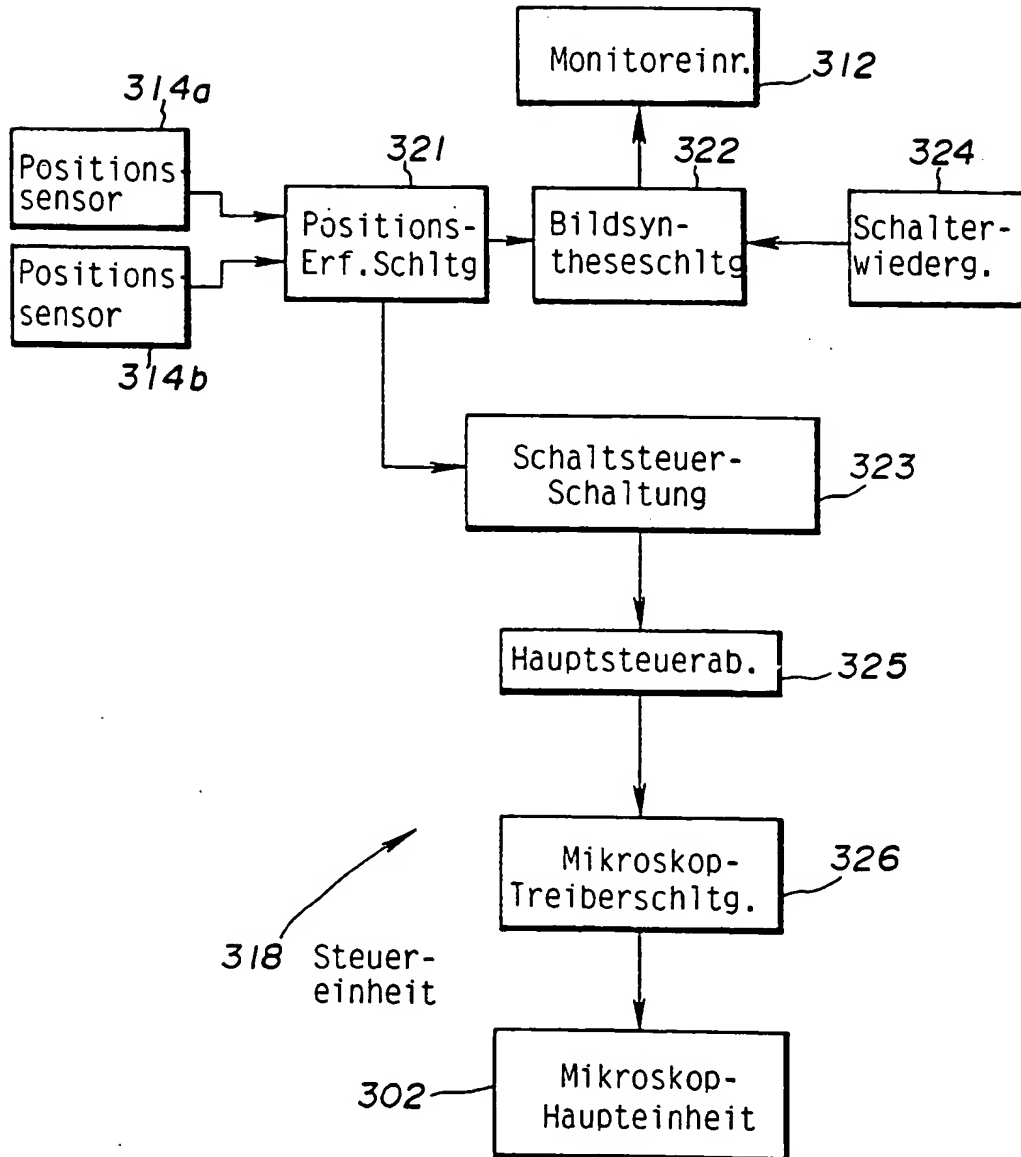 Monitoreinr.
312
314a
Positions-
sensor
321
Positions-
Erf.Schltg
322
Bildsyn-
theseschltg
324
Schalter-
wiederg.
Positions
sensor
314b
Schaltsteuer-
Schaltung
323
Hauptsteuerab.
325
Mikroskop-
Treiberschltg.
326
318 Steuer-
einheit
302
Mikroskop-
Haupteinheit